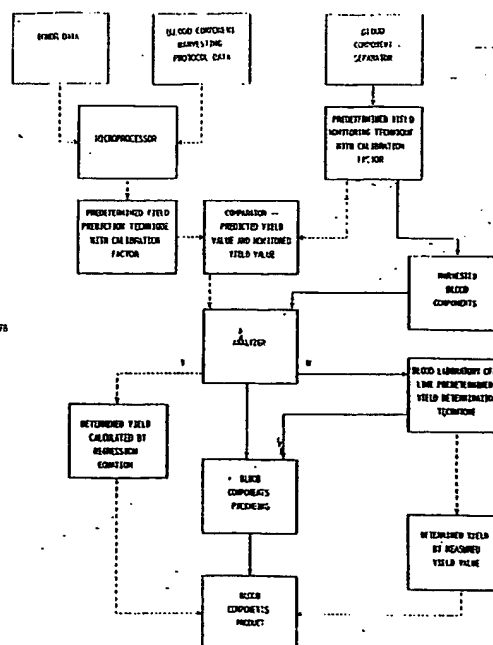 DONOR DATA
BLOOD COMPONENT
HARVESTING
PROTOCOL DATA
BLOOD
COMPONENT
SEPARATOR
MICROPROCESSOR
PREDETERMINED YIELD
MONITORING TECHNIQUE
WITH CALIBRATION
FACTOR
PREDETERMINED YIELD
PREDICTION TECHNIQUE
WITH CALIBRATION
FACTOR
COMPARATOR --
PREDICTED YIELD
VALUE AND MONITORED
YIELD VALUE
HARVESTED
BLOOD
COMPONENTS
ANALYZER
BLOOD LABORATORY OFF
LINE PREDETERMINED
YIELD DETERMINATION
TECHNIQUE
DETERMINED YIELD
CALCULATED BY
REGRESSION
EQUATION
BLOOD
COMPONENTS
DETERMINED YIELD
BY MEASURED
YIELD VALUE
BLOOD
COMPONENTS
PRODUCT